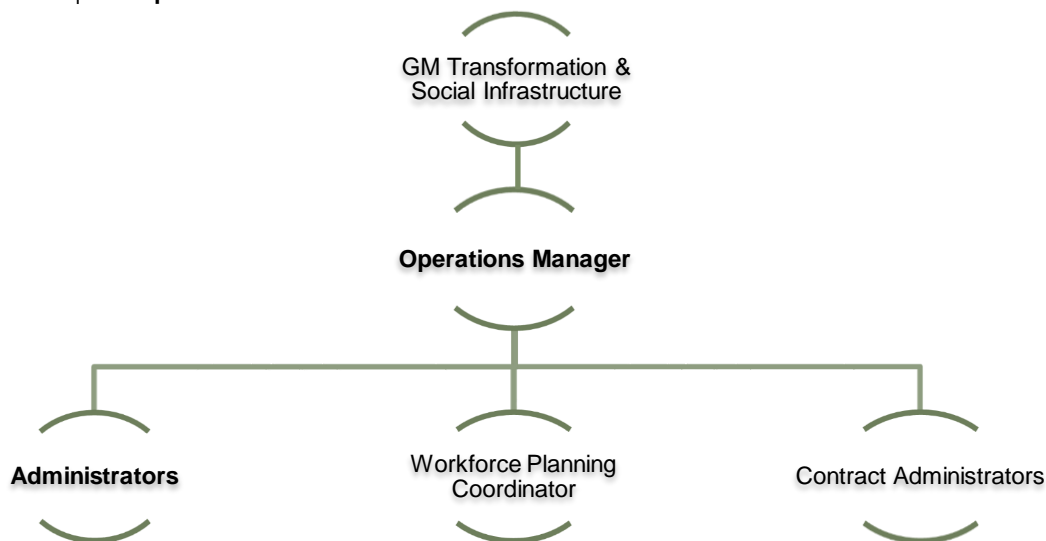 GM Transformation &
Social Infrastructure
Operations Manager
Administrators
Workforce Planning
Coordinator
Contract Administrators